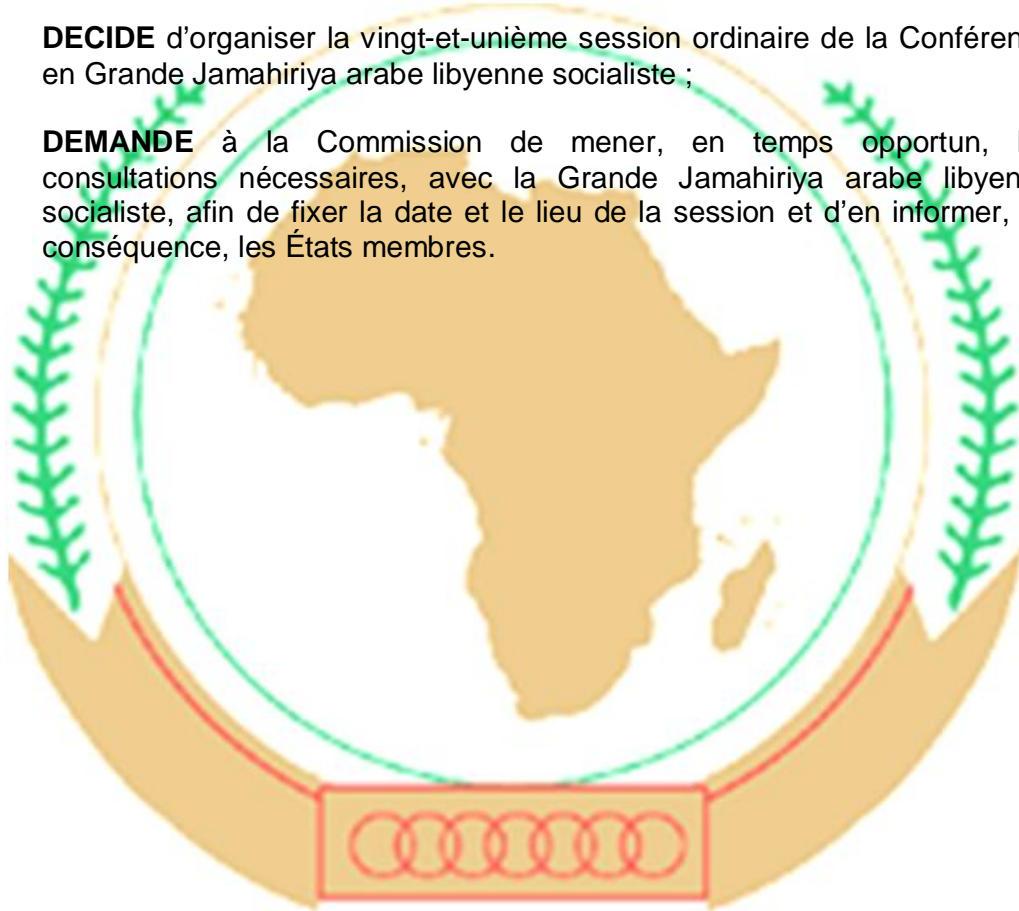 DECIDE d'organiser la vingt-et-unième session ordinaire de la Conféren
en Grande Jamahiriya arabe libyenne socialiste ;
DEMANDE à la Commission de mener, en temps opportun,
consultations nécessaires, avec la Grande Jamahiriya arabe libyen
socialiste, afin de fixer la date et le lieu de la session et d'en informer,
conséquence, les États membres.